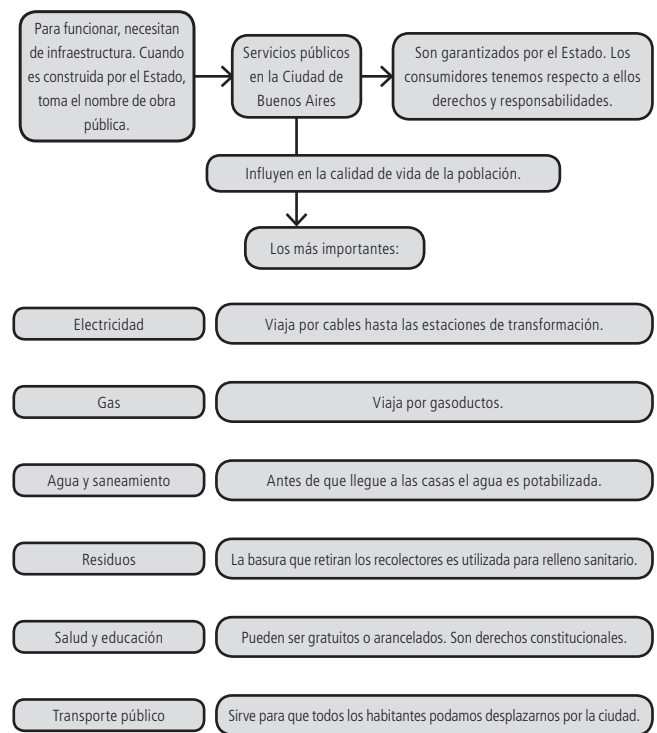 Para funcionar, necesitan
de infraestructura. Cuando
es construida por el Estado,
toma el nombre de obra
pública.
Servicios públicos
en la Ciudad de
Buenos Aires
Son garantizados por el Estado. Los
consumidores tenemos respecto a ellos
derechos y responsabilidades.
Influyen en la calidad de vida de la población.
Los más importantes:
Electricidad
Viaja por cables hasta las estaciones de transformación.
Gas
Viaja por gasoductos.
Agua y saneamiento
Antes de que llegue a las casas el agua es potabilizada.
Residuos
La basura que retiran los recolectores es utilizada para relleno sanitario.
Salud y educación
Pueden ser gratuitos o arancelados. Son derechos constitucionales.
Transporte público
Sirve para que todos los habitantes podamos desplazarnos por la ciudad.